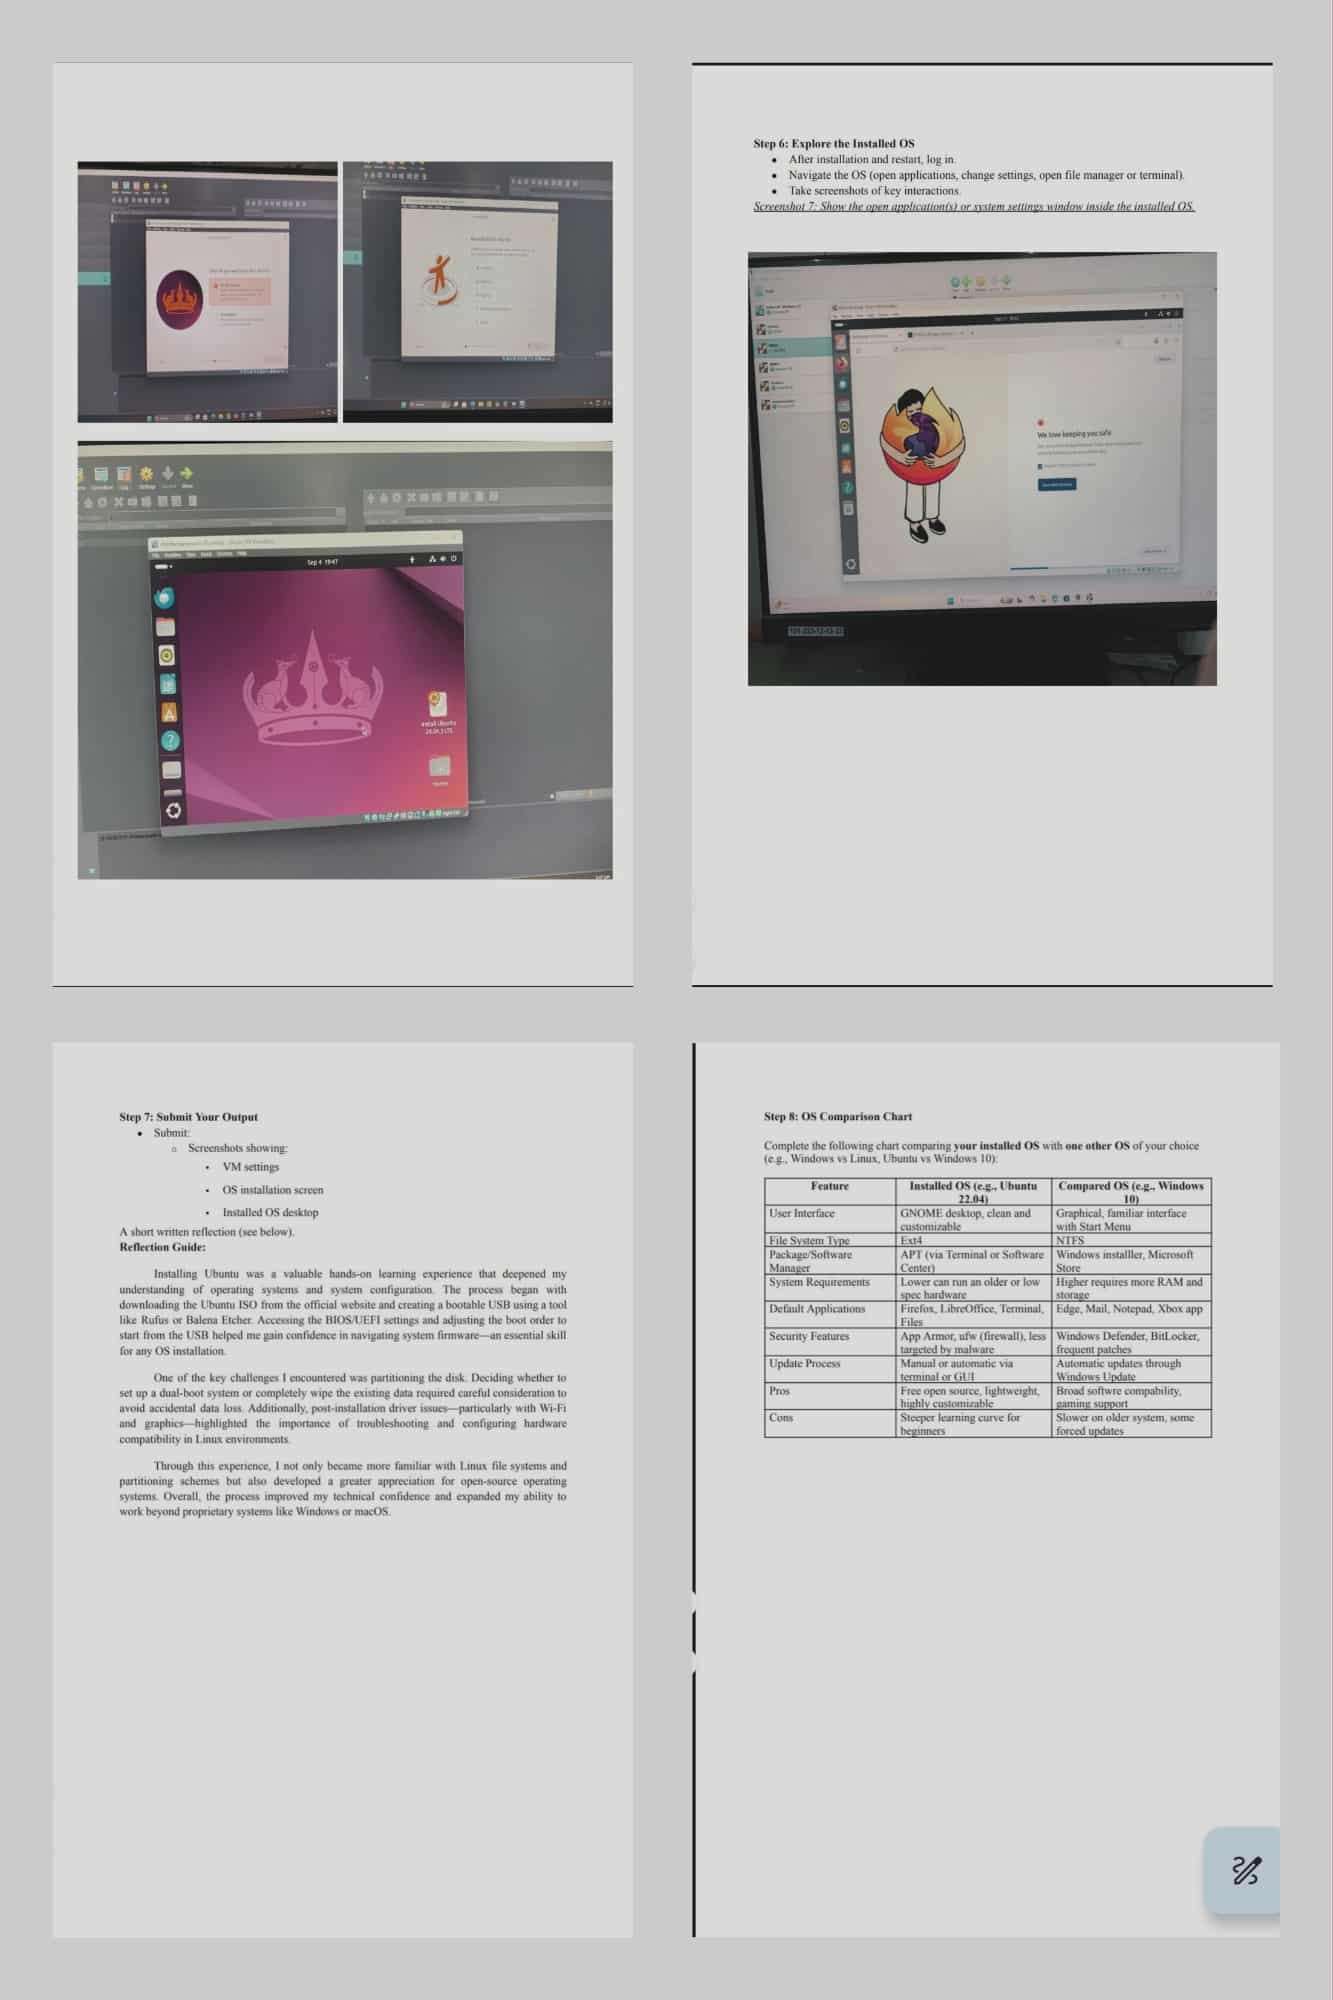 Sep 4 19:47
Install Ubuntu
24.04.3 LTS
Step 6: Explore the Installed OS
• After installation and restart, log in.
• Navigate the OS (open applications, change settings, open file manager or terminal).
• Take screenshots of key interactions.
Screenshot 7: Show the open application(s) or system settings window inside the installed OS.
We love keeping you safe
Step 7: Submit Your Output
• Submit:
o Screenshots showing:
▪ VM settings
▪ OS installation screen
▪ Installed OS desktop
A short written reflection (see below).
Reflection Guide:
Installing Ubuntu was a valuable hands-on learning experience that deepened my
understanding of operating systems and system configuration. The process began with
downloading the Ubuntu ISO from the official website and creating a bootable USB using a tool
like Rufus or Balena Etcher. Accessing the BIOS/UEFI settings and adjusting the boot order to
start from the USB helped me gain confidence in navigating system firmware—an essential skill
for any OS installation.
One of the key challenges I encountered was partitioning the disk. Deciding whether to
set up a dual-boot system or completely wipe the existing data required careful consideration to
avoid accidental data loss. Additionally, post-installation driver issues—particularly with Wi-Fi
and graphics—highlighted the importance of troubleshooting and configuring hardware
compatibility in Linux environments.
Through this experience, I not only became more familiar with Linux file systems and
partitioning schemes but also developed a greater appreciation for open-source operating
systems. Overall, the process improved my technical confidence and expanded my ability to
work beyond proprietary systems like Windows or macOS.
Step 8: OS Comparison Chart
Complete the following chart comparing your installed OS with one other OS of your choice
(e.g., Windows vs Linux, Ubuntu vs Windows 10):
Feature Installed OS (e.g., Ubuntu 22.04) Compared OS (e.g., Windows 10)
User Interface GNOME desktop, clean and customizable Graphical, familiar interface with Start Menu
File System Type Ext4 NTFS
Package/Software Manager APT (via Terminal or Software Center) Windows installler, Microsoft Store
System Requirements Lower can run an older or low spec hardware Higher requires more RAM and storage
Default Applications Firefox, LibreOffice, Terminal, Files Edge, Mail, Notepad, Xbox app
Security Features App Armor, ufw (firewall), less targeted by malware Windows Defender, BitLocker, frequent patches
Update Process Manual or automatic via terminal or GUI Automatic updates through Windows Update
Pros Free open source, lightweight, highly customizable Broad softwre compability, gaming support
Cons Steeper learning curve for beginners Slower on older system, some forced updates